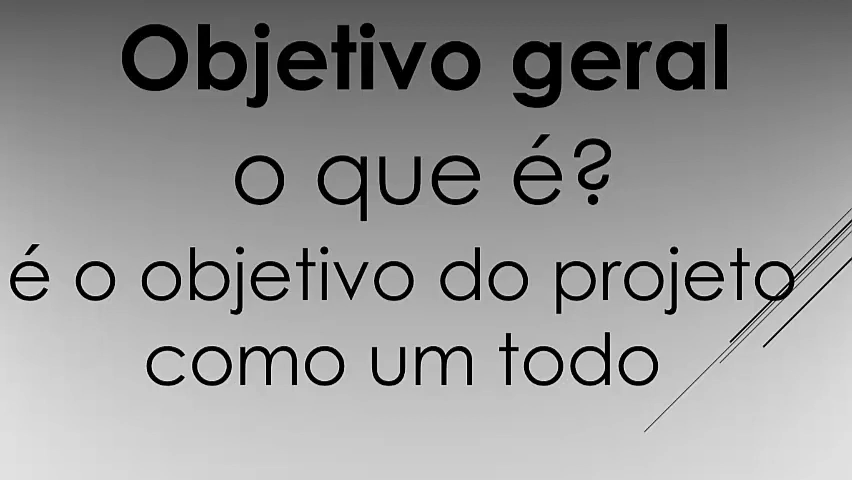 Objetivo geral
o que é?
é o objetivo do projeto
como um todo